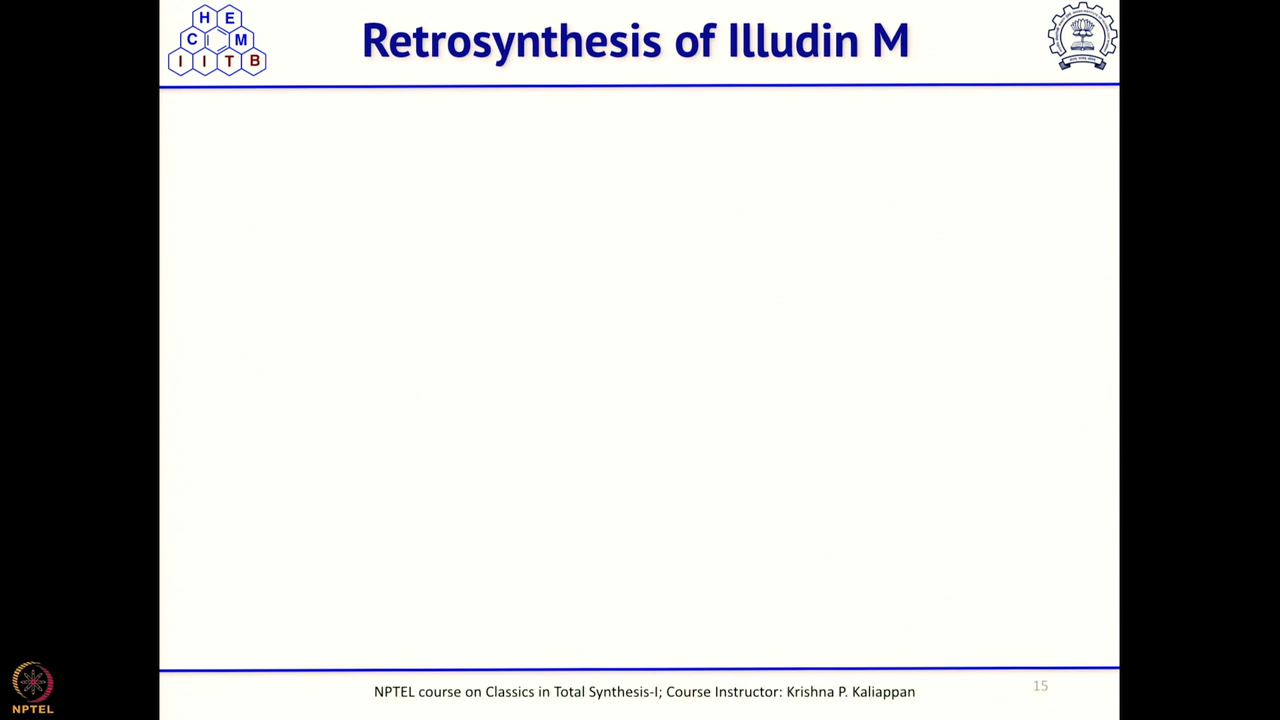 H E
C M
I I T B
Retrosynthesis of Illudin M
NPTEL course on Classics in Total Synthesis-I; Course Instructor: Krishna P. Kaliappan
15
NPTEL